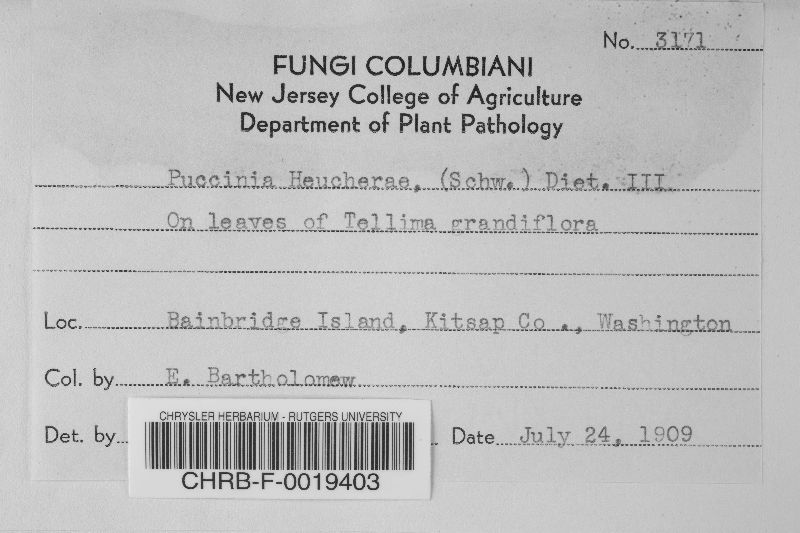 No. 3171
FUNGI COLUMBIANI
New Jersey College of Agriculture
Department of Plant Pathology
Puccinia Heucherae, (Schw.) Diet. III
On leaves of Tellima grandiflora
Loc. Bainbridge Island, Kitsap Co ., Washington
Col. by E. Bartholomew
Det. by Date July 24, 1909
CHRYSLER HERBARIUM - RUTGERS UNIVERSITY
CHRB-F-0019403